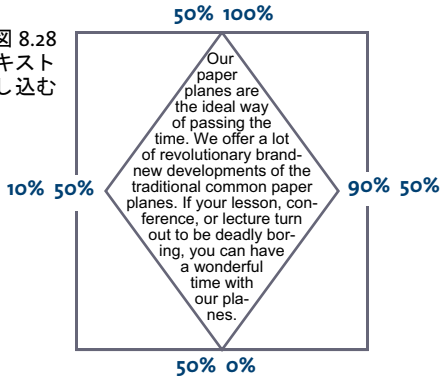 50% 100%
図 8.28
キスト
し込む
Our
paper
planes are
the ideal way
of passing the
time. We offer a lot
of revolutionary brand-
new developments of the
traditional common paper
planes. If your lesson, con-
ference, or lecture turn
out to be deadly bor-
ing, you can have
a wonderful
time with
our pla-
nes.
10% 50%
90% 50%
50% 0%